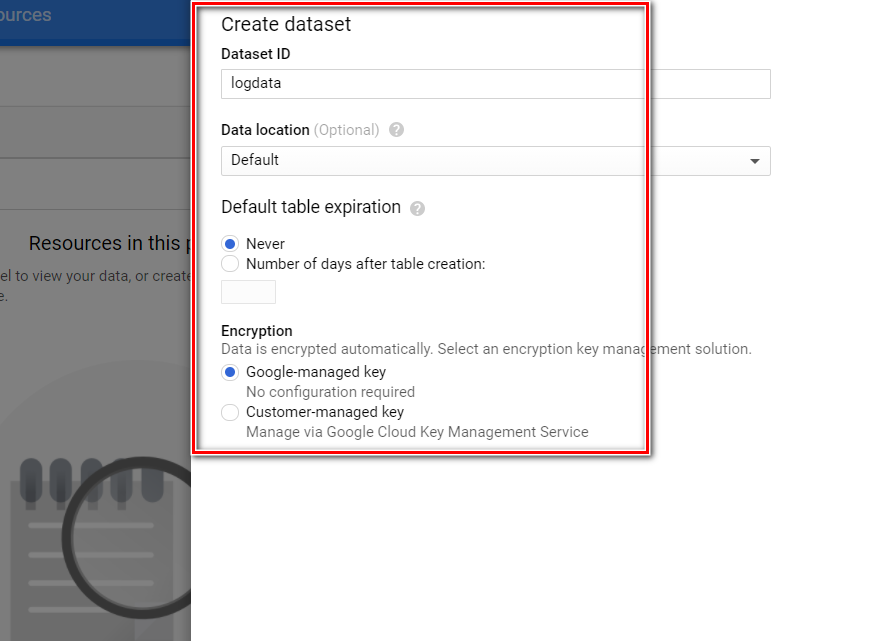 ources
Create dataset
Dataset ID
logdata
Data location (Optional) ?
Default
Default table expiration ?
Never
Number of days after table creation:
Resources in this p
el to view your data, or create
e.
Encryption
Data is encrypted automatically. Select an encryption key management solution.
Google-managed key
No configuration required
Customer-managed key
Manage via Google Cloud Key Management Service